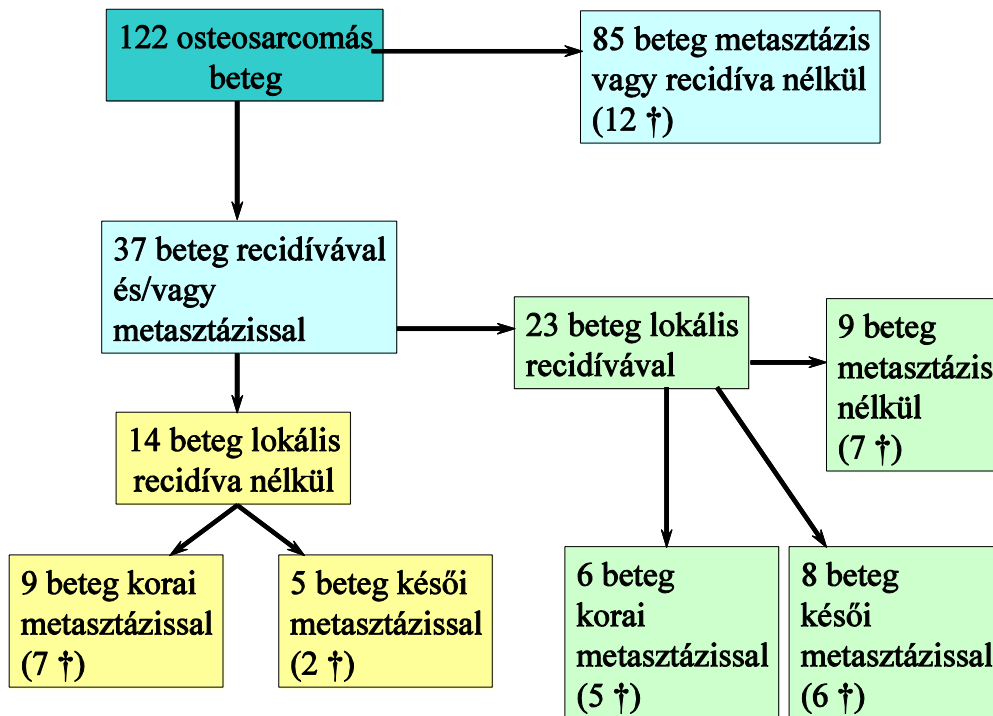 122 osteosarcomás
beteg
85 beteg metasztázis
vagy recidíva nélkül
(12 †)
37 beteg recidívával
és/vagy
metasztázissal
23 beteg lokális
recidívával
9 beteg
metasztázis
nélkül
(7 †)
14 beteg lokális
recidíva nélkül
9 beteg korai
metasztázissal
(7 †)
5 beteg késői
metasztázissal
(2 †)
6 beteg
korai
metasztázissal
(5 †)
8 beteg
késői
metasztázissal
(6 †)